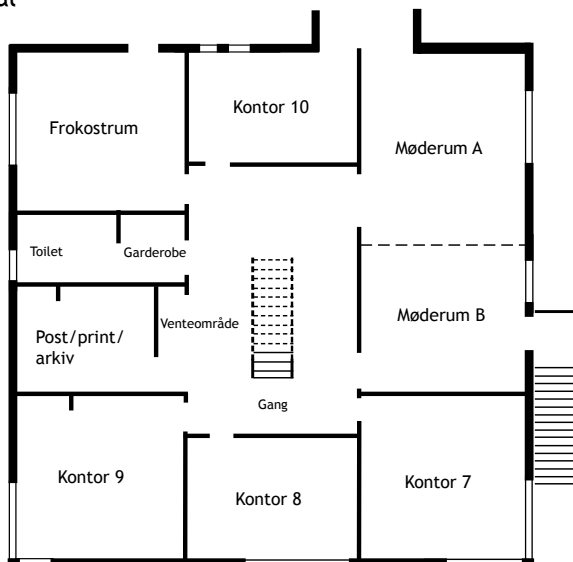 Kontor 10
Frokostrum
Møderum A
Toilet
Garderobe
Møderum B
Venteområde
Post/print/
arkiv
Gang
Kontor 9
Kontor 8
Kontor 7